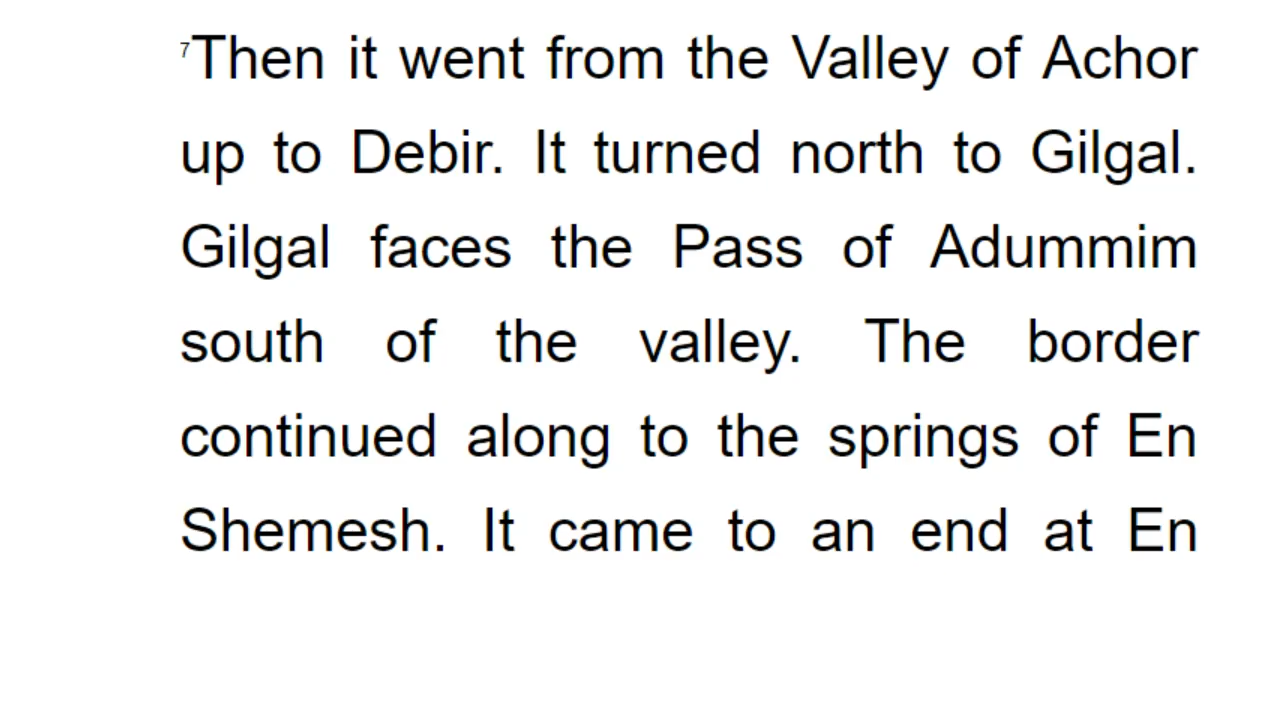 ⁷Then it went from the Valley of Achor
up to Debir. It turned north to Gilgal.
Gilgal faces the Pass of Adummim
south of the valley. The border
continued along to the springs of En
Shemesh. It came to an end at En